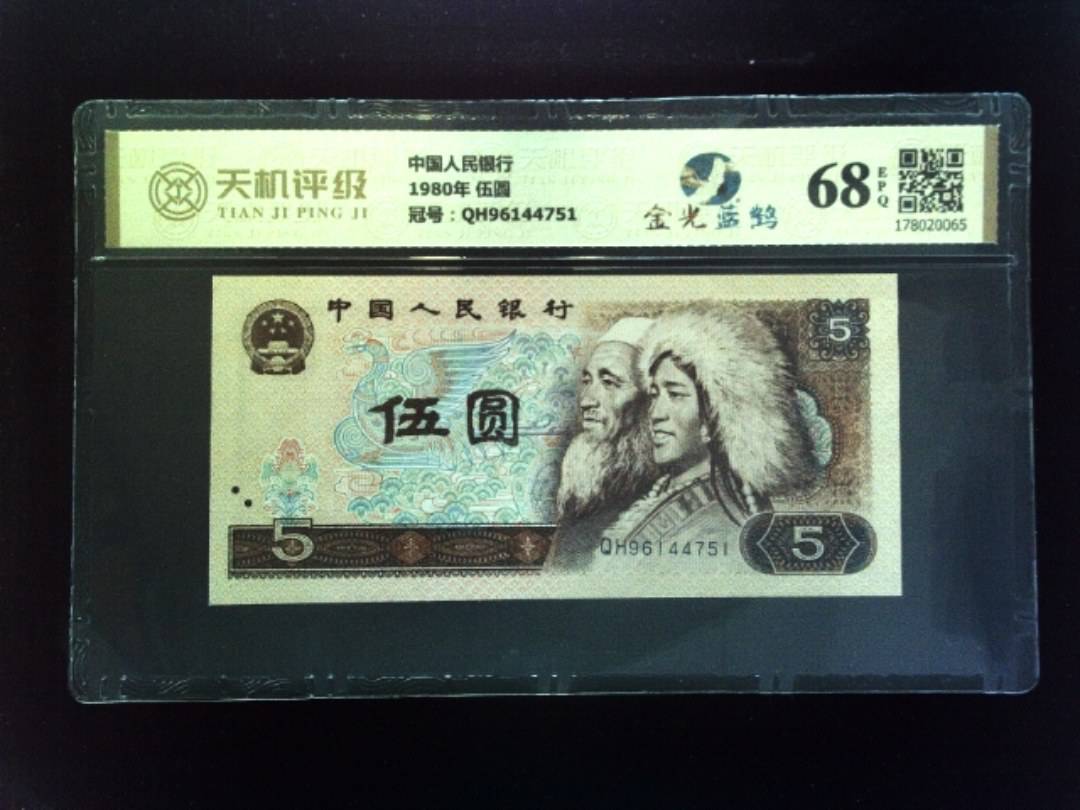 天机评级
TIAN JI PING JI
中国人民银行
1980年 伍圆
冠号：QH96144751
金光蓝鹤
68
EPQ
178020065
中国人民银行
5
伍圆
5
QH96144751
5